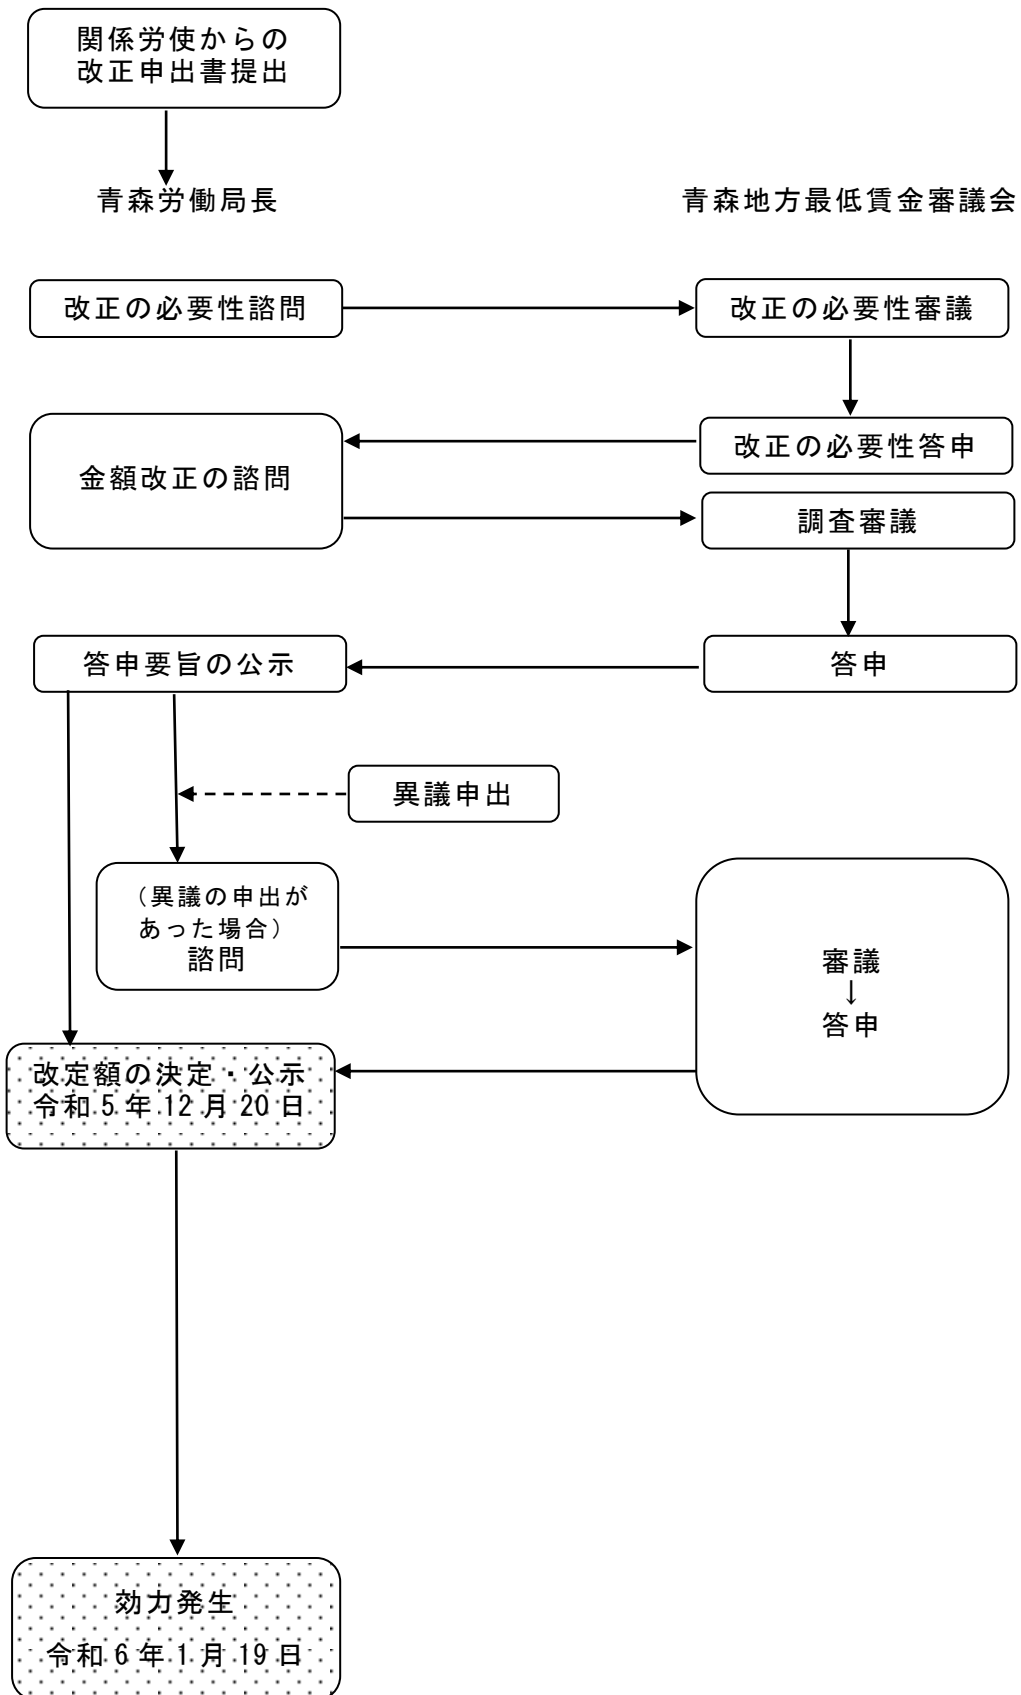 関係労使からの
改正申出書提出
青森労働局長
青森地方最低賃金審議会
改正の必要性諮問
改正の必要性審議
改正の必要性答申
金額改正の諮問
調査審議
答申要旨の公示
答申
異議申出
（異議の申出が
あった場合）
諮問
審議
↓
答申
改定額の決定・公示
令和5年12月20日
効力発生
令和6年1月19日